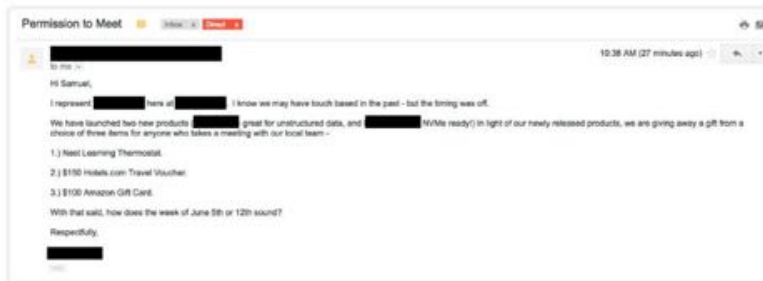 Permission to Meet
Inbox x
Direct x
10:38 AM (27 minutes ago)
to me
Hi Samuel,
I represent here at . I know we may have touch based in the past - but the timing was off.
We have launched two new products ( great for unstructured data, and NVMe ready!) In light of our newly released products, we are giving away a gift from a
choice of three items for anyone who takes a meeting with our local team -
1.) Nest Learning Thermostat.
2.) $150 Hotels.com Travel Voucher.
3.) $100 Amazon Gift Card.
With that said, how does the week of June 5th or 12th sound?
Respectfully,